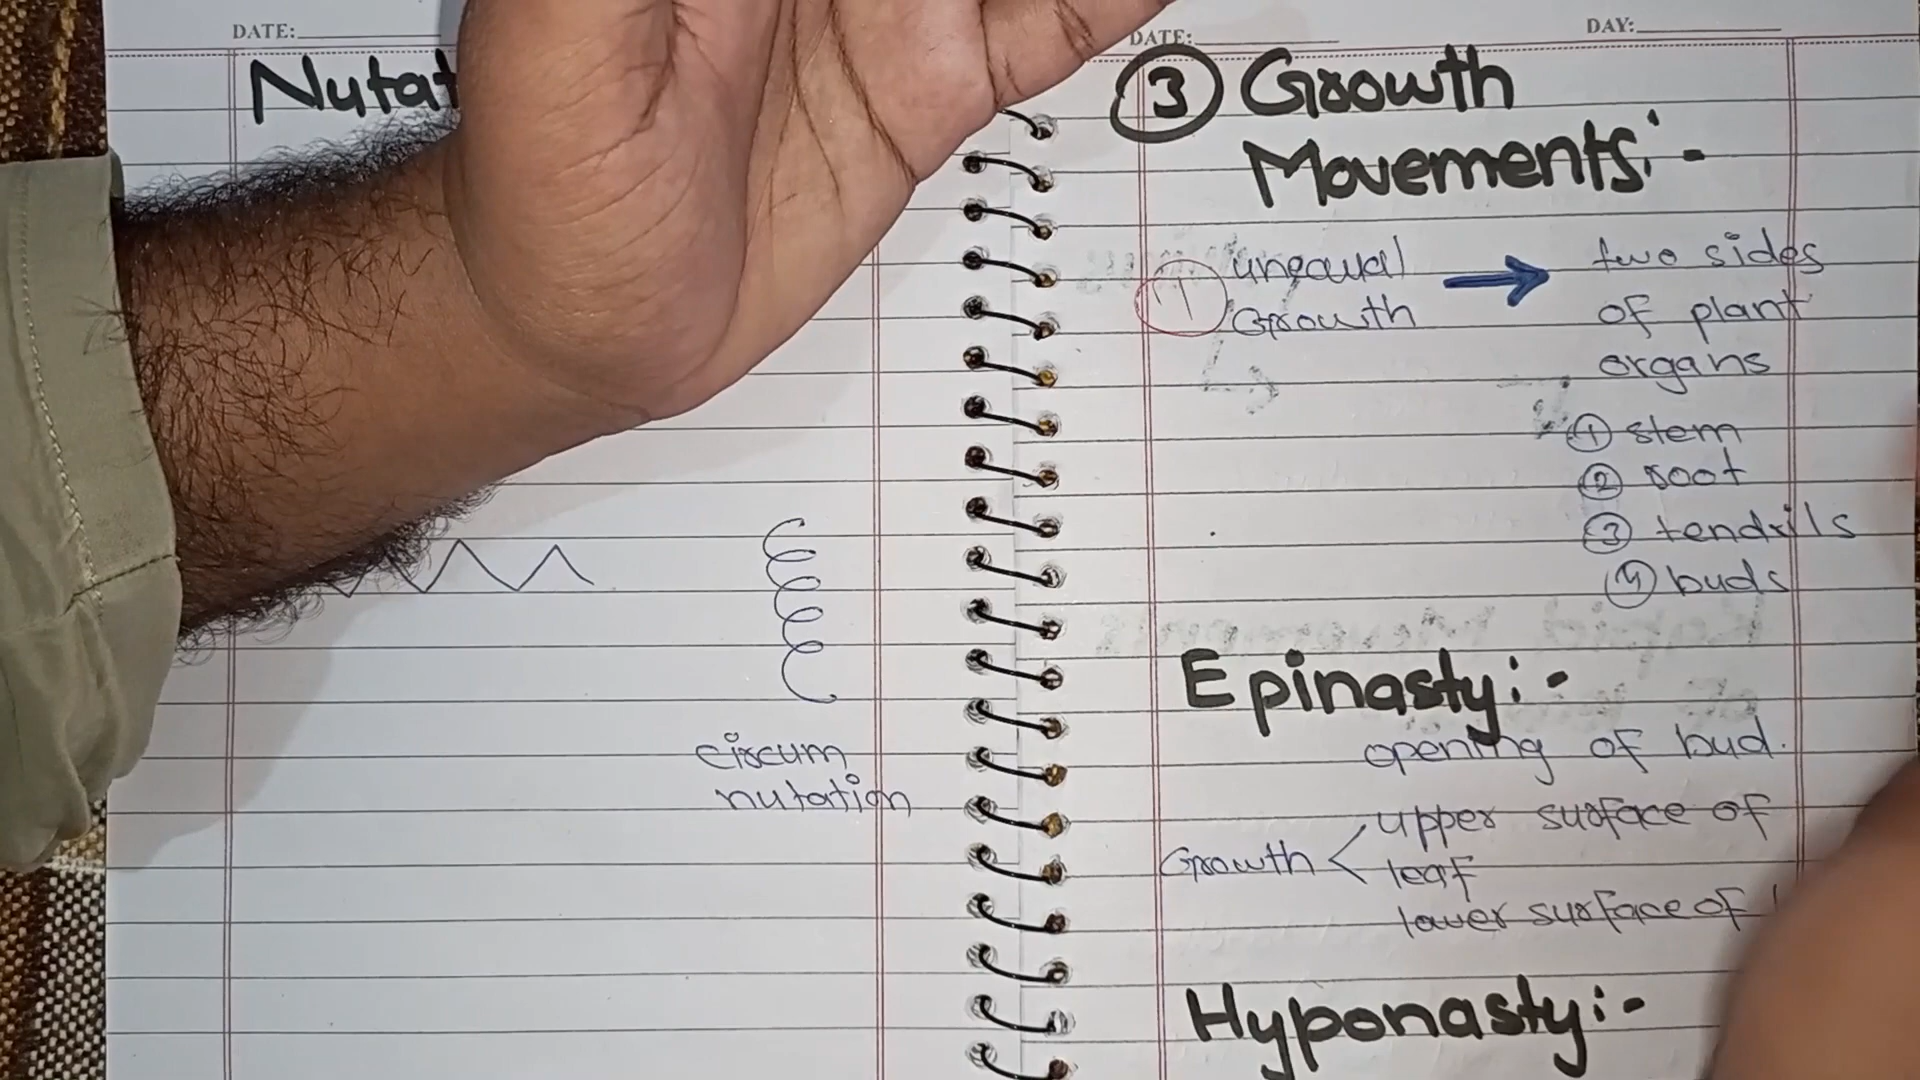 DATE:
Nutat
circum
nutation
DATE:
DAY:
3 Growth
Movements:-
1 unequal
Growth → two sides
of plant
organs
1 stem
2 root
3 tendrils
4 buds
Epinasty:-
opening of bud.
Growth < upper surface of
leaf
lower surface of
Hyponasty:-